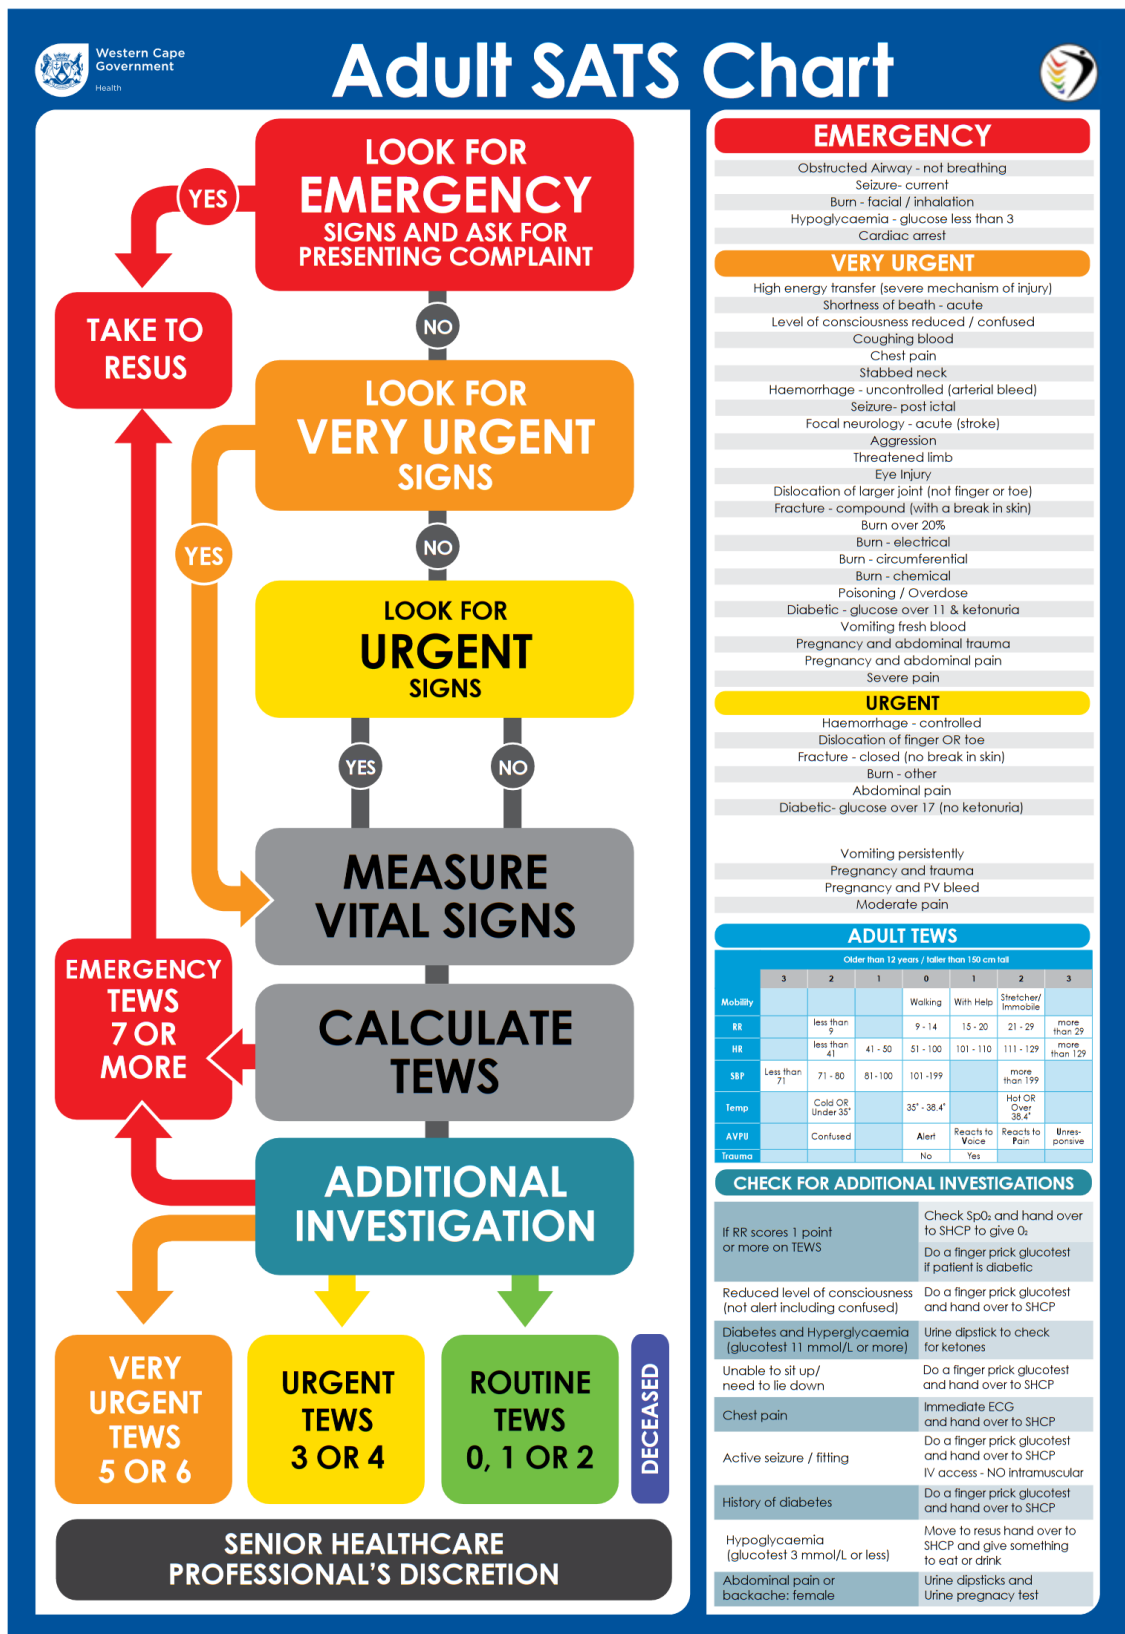 Western Cape
Government
Health
Adult SATS Chart
LOOK FOR
EMERGENCY
SIGNS AND ASK FOR
PRESENTING COMPLAINT
YES
NO
TAKE TO
RESUS
LOOK FOR
VERY URGENT
SIGNS
YES
NO
LOOK FOR
URGENT
SIGNS
YES
NO
MEASURE
VITAL SIGNS
EMERGENCY
TEWS
7 OR
MORE
CALCULATE
TEWS
ADDITIONAL
INVESTIGATION
VERY
URGENT
TEWS
5 OR 6
URGENT
TEWS
3 OR 4
ROUTINE
TEWS
0, 1 OR 2
DECEASED
SENIOR HEALTHCARE
PROFESSIONAL'S DISCRETION
EMERGENCY
Obstructed Airway - not breathing
Seizure- current
Burn - facial / inhalation
Hypoglycaemia - glucose less than 3
Cardiac arrest
VERY URGENT
High energy transfer (severe mechanism of injury)
Shortness of beath - acute
Level of consciousness reduced / confused
Coughing blood
Chest pain
Stabbed neck
Haemorrhage - uncontrolled (arterial bleed)
Seizure- post ictal
Focal neurology - acute (stroke)
Aggression
Threatened limb
Eye Injury
Dislocation of larger joint (not finger or toe)
Fracture - compound (with a break in skin)
Burn over 20%
Burn - electrical
Burn - circumferential
Burn - chemical
Poisoning / Overdose
Diabetic - glucose over 11 & ketonuria
Vomiting fresh blood
Pregnancy and abdominal trauma
Pregnancy and abdominal pain
Severe pain
URGENT
Haemorrhage - controlled
Dislocation of finger OR toe
Fracture - closed (no break in skin)
Burn - other
Abdominal pain
Diabetic- glucose over 17 (no ketonuria)
Vomiting persistently
Pregnancy and trauma
Pregnancy and PV bleed
Moderate pain
ADULT TEWS
Older than 12 years / taller than 150 cm tall
3 2 1 0 1 2 3
Mobility Walking With Help Stretcher/ Immobile
RR less than 9 9 - 14 15 - 20 21 - 29 more than 29
HR less than 41 41 - 50 51 - 100 101 - 110 111 - 129 more than 129
SBP Less than 71 71 - 80 81-100 101 -199 more than 199
Temp Cold OR Under 35° 35° - 38.4° Hot OR Over 38.4°
AVPU Confused Alert Reacts to Voice Reacts to Pain Unres- ponsive
Trauma No Yes
CHECK FOR ADDITIONAL INVESTIGATIONS
If RR scores 1 point
or more on TEWS
Check Sp0₂ and hand over
to SHCP to give 0₂
Do a finger prick glucotest
if patient is diabetic
Reduced level of consciousness
(not alert including confused)
Do a finger prick glucotest
and hand over to SHCP
Diabetes and Hyperglycaemia
(glucotest 11 mmol/L or more)
Urine dipstick to check
for ketones
Unable to sit up/
need to lie down
Do a finger prick glucotest
and hand over to SHCP
Chest pain
Immediate ECG
and hand over to SHCP
Active seizure / fitting
Do a finger prick glucotest
and hand over to SHCP
IV access - NO intramuscular
History of diabetes
Do a finger prick glucotest
and hand over to SHCP
Hypoglycaemia
(glucotest 3 mmol/L or less)
Move to resus hand over to
SHCP and give something
to eat or drink
Abdominal pain or
backache: female
Urine dipsticks and
Urine pregnacy test